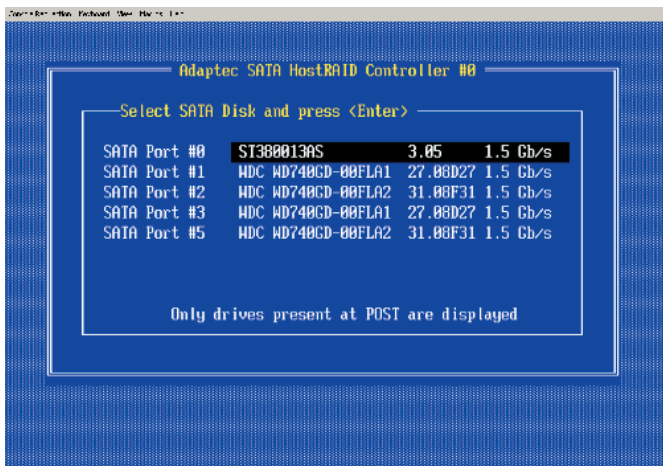 Adaptec SATA HostRAID Controller #0
Select SATA Disk and press <Enter>
SATA Port #0 ST380013AS 3.05 1.5 Gb/s
SATA Port #1 WDC WD740GD-00FLA1 27.08D27 1.5 Gb/s
SATA Port #2 WDC WD740GD-00FLA2 31.08F31 1.5 Gb/s
SATA Port #3 WDC WD740GD-00FLA1 27.08D27 1.5 Gb/s
SATA Port #5 WDC WD740GD-00FLA2 31.08F31 1.5 Gb/s
Only drives present at POST are displayed